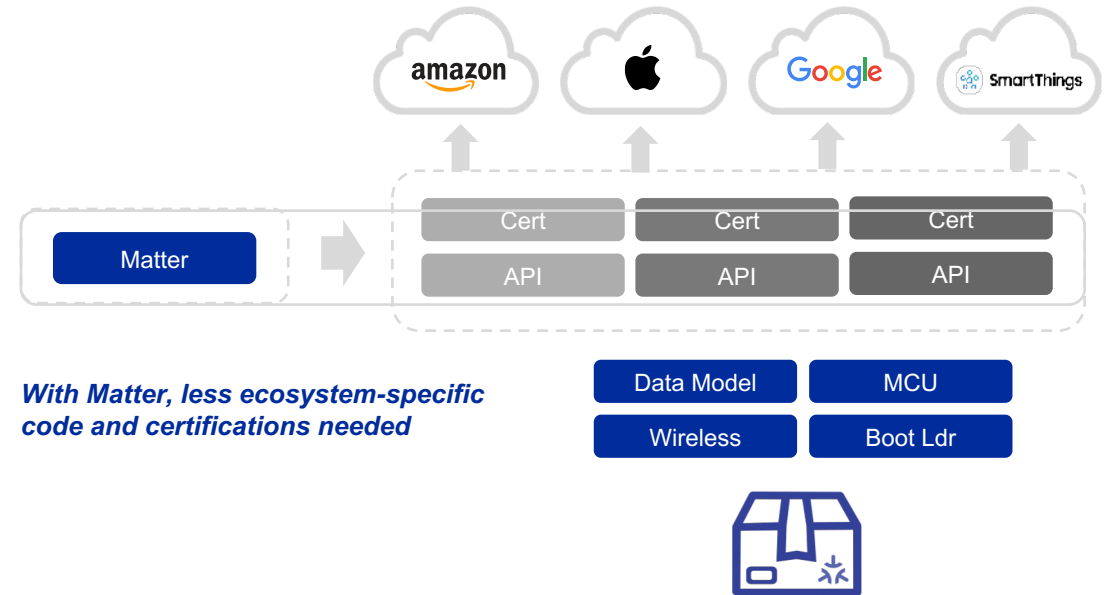 amazon
Google
SmartThings
Cert
Cert
Cert
Matter
API
API
API
Data Model
MCU
With Matter, less ecosystem-specific
code and certifications needed
Wireless
Boot Ldr